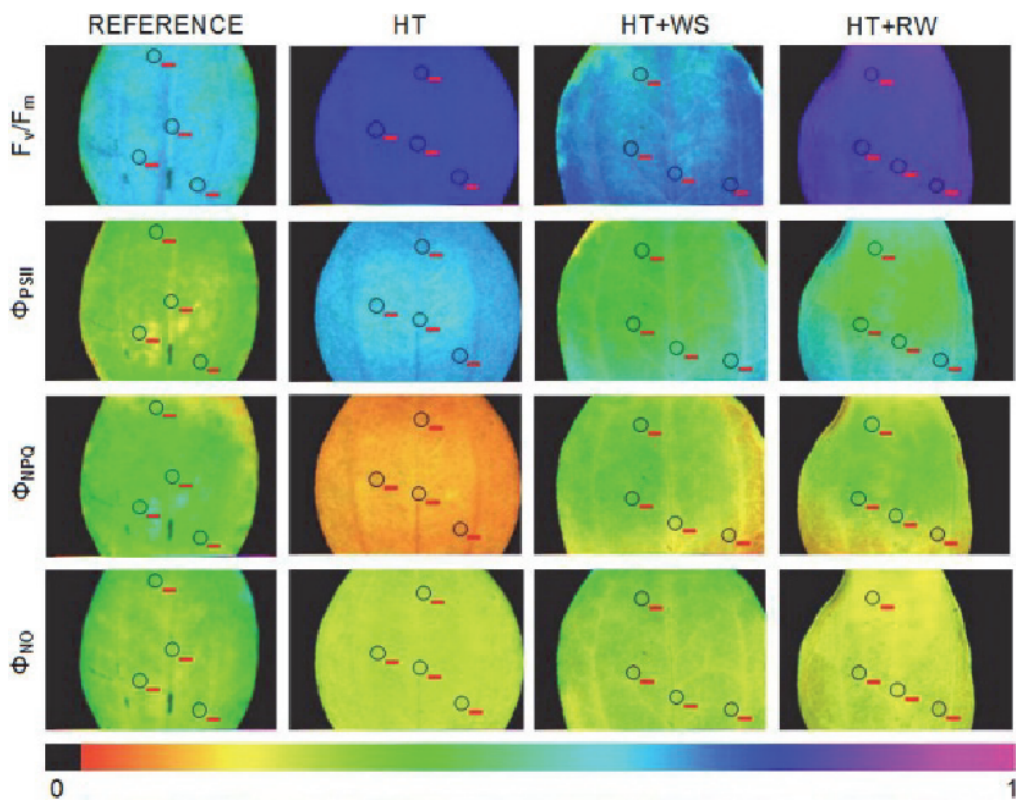 REFERENCE HT HT+WS HT+RW
Fv/Fm
ΦPSII
ΦNPQ
ΦNO
0 1